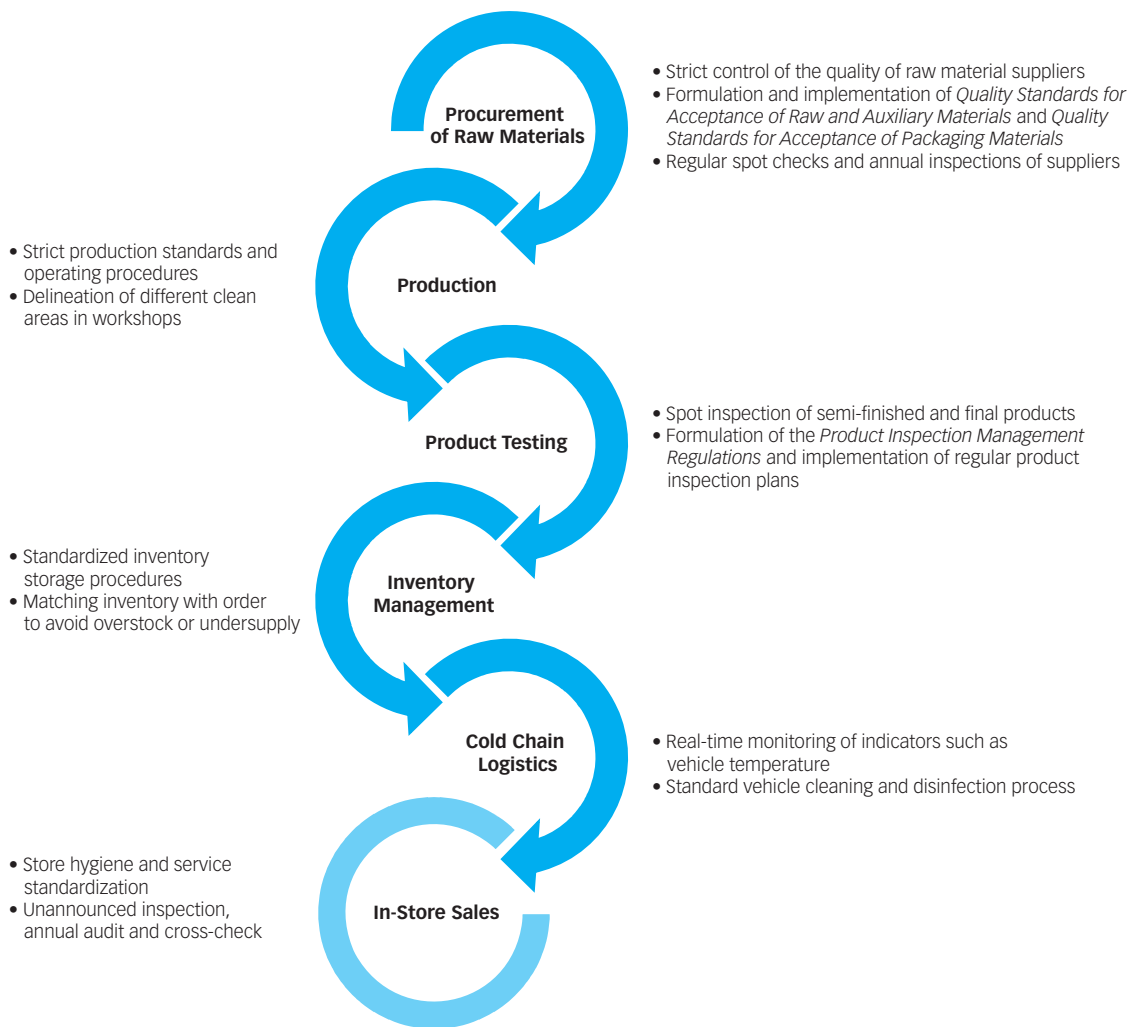 Procurement
of Raw Materials
• Strict control of the quality of raw material suppliers
• Formulation and implementation of Quality Standards for
Acceptance of Raw and Auxiliary Materials and Quality
Standards for Acceptance of Packaging Materials
• Regular spot checks and annual inspections of suppliers
Production
• Strict production standards and
operating procedures
• Delineation of different clean
areas in workshops
Product Testing
• Spot inspection of semi-finished and final products
• Formulation of the Product Inspection Management
Regulations and implementation of regular product
inspection plans
Inventory
Management
• Standardized inventory
storage procedures
• Matching inventory with order
to avoid overstock or undersupply
Cold Chain
Logistics
• Real-time monitoring of indicators such as
vehicle temperature
• Standard vehicle cleaning and disinfection process
In-Store Sales
• Store hygiene and service
standardization
• Unannounced inspection,
annual audit and cross-check